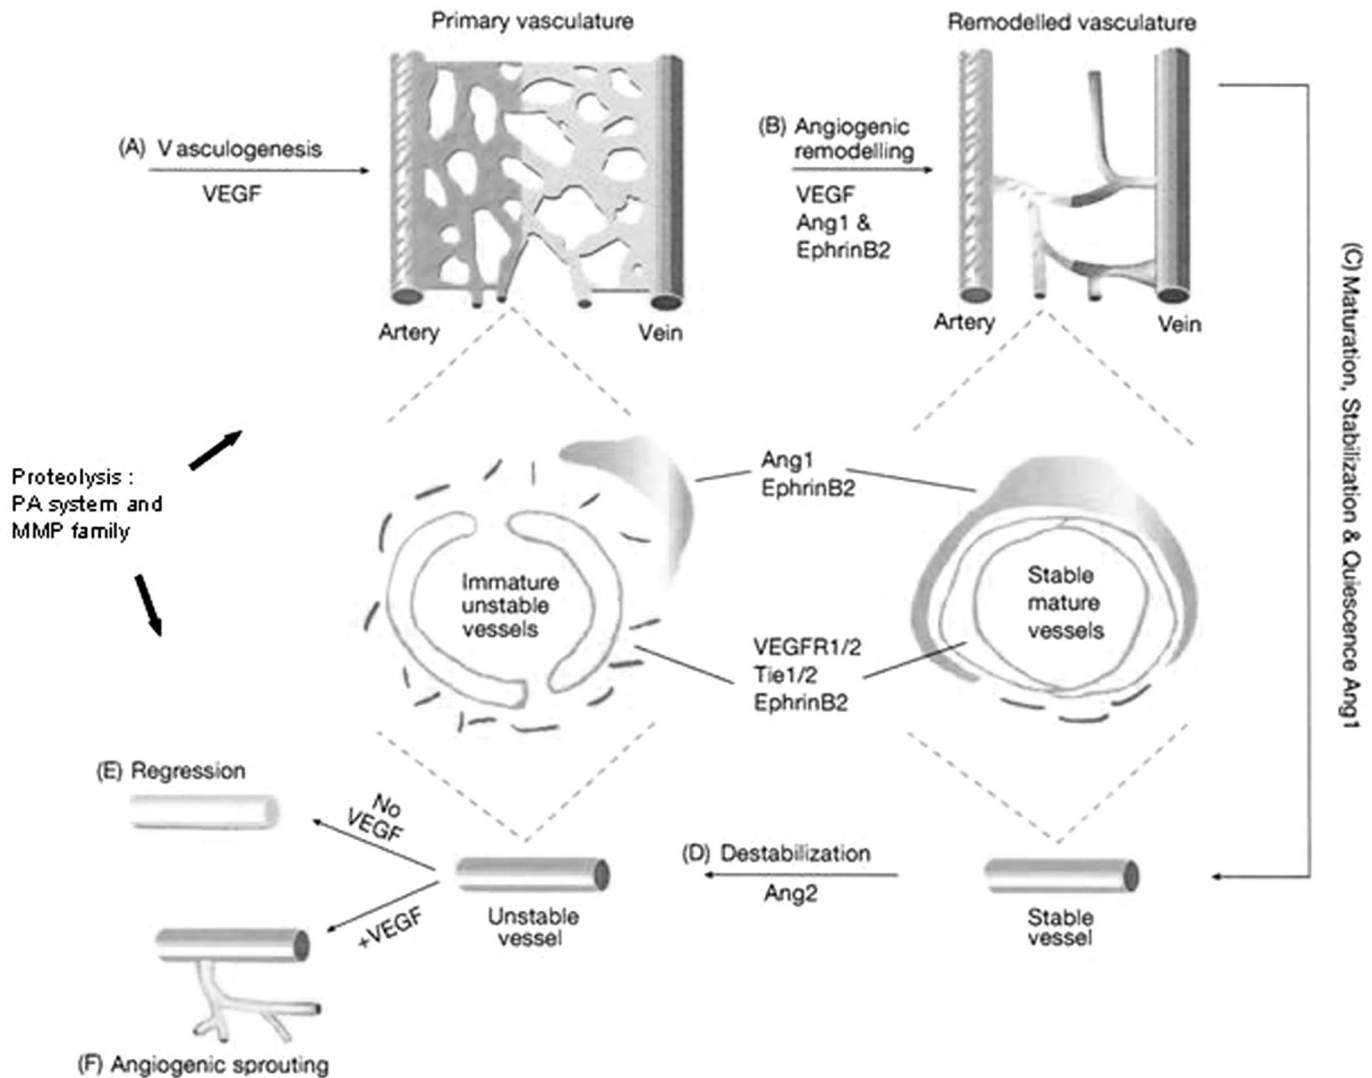 Primary vasculature
Remodelled vasculature
(A) Vasculogenesis
VEGF
(B) Angiogenic
remodelling
VEGF
Ang1 &
EphrinB2
Artery
Vein
Artery
Vein
(C) Maturation, Stabilization & Quiescence Ang1
Proteolysis :
PA system and
MMP family
Ang1
EphrinB2
Immature
unstable
vessels
Stable
mature
vessels
VEGFR1/2
Tie1/2
EphrinB2
(E) Regression
No
VEGF
(D) Destabilization
Ang2
+VEGF
Unstable
vessel
Stable
vessel
(F) Angiogenic sprouting